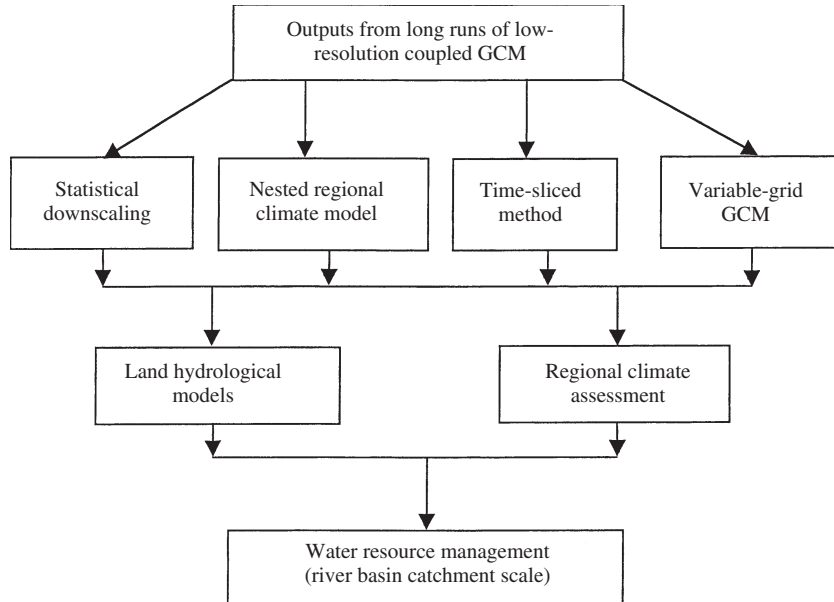 Outputs from long runs of low-
resolution coupled GCM
Statistical
downscaling
Nested regional
climate model
Time-sliced
method
Variable-grid
GCM
Land hydrological
models
Regional climate
assessment
Water resource management
(river basin catchment scale)